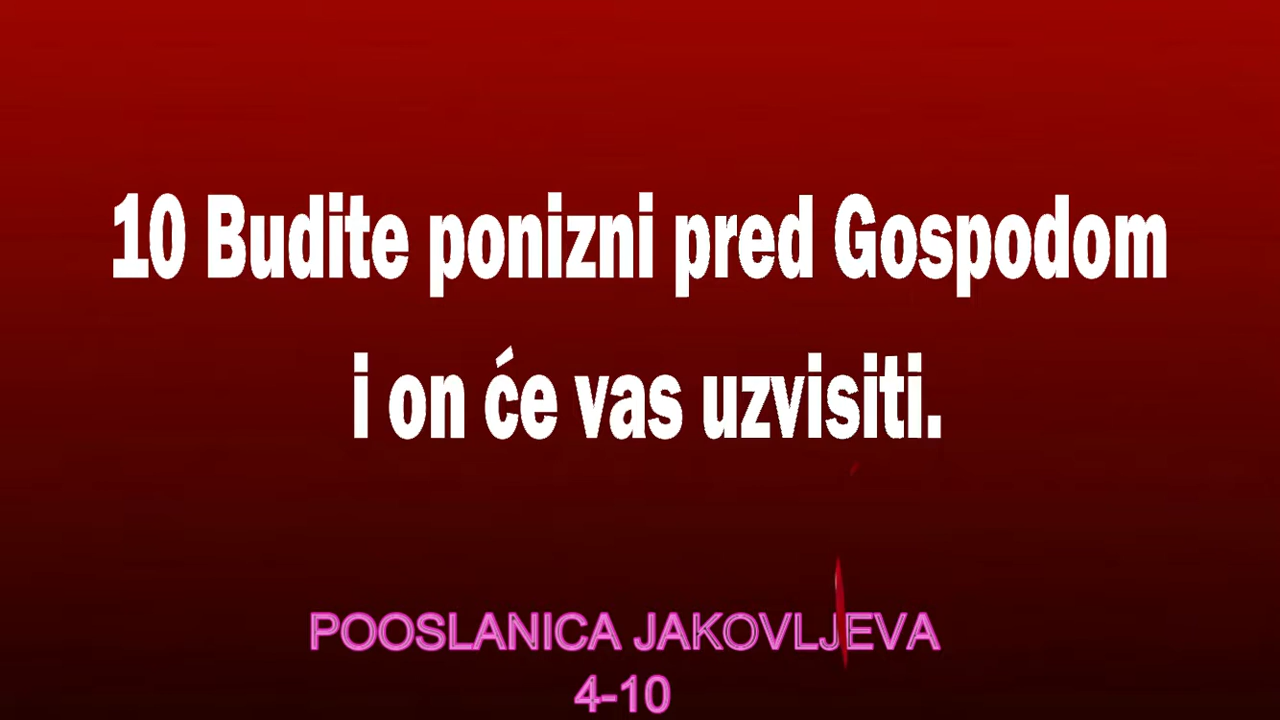 10 Budite ponizni pred Gospodom
i on će vas uzvisiti.
POOSLANICA JAKOVLJEVA
4-10